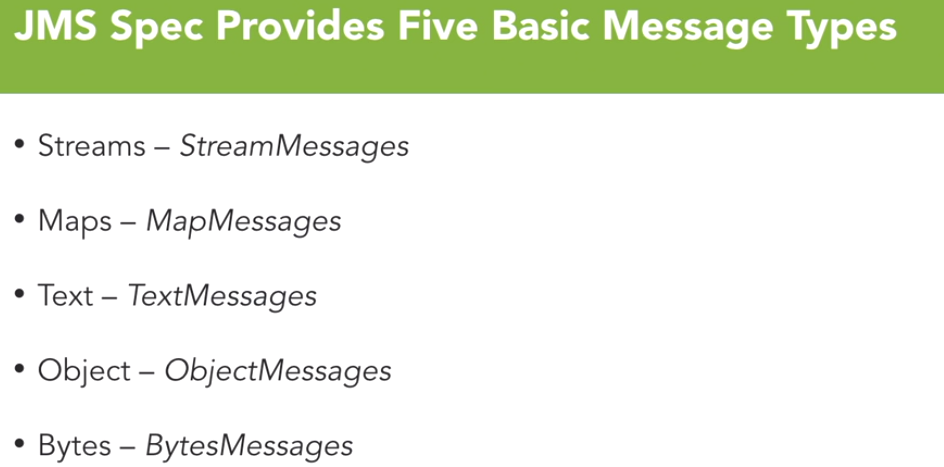 JMS Spec Provides Five Basic Message Types
• Streams – StreamMessages
• Maps – MapMessages
• Text – TextMessages
• Object – ObjectMessages
• Bytes – BytesMessages